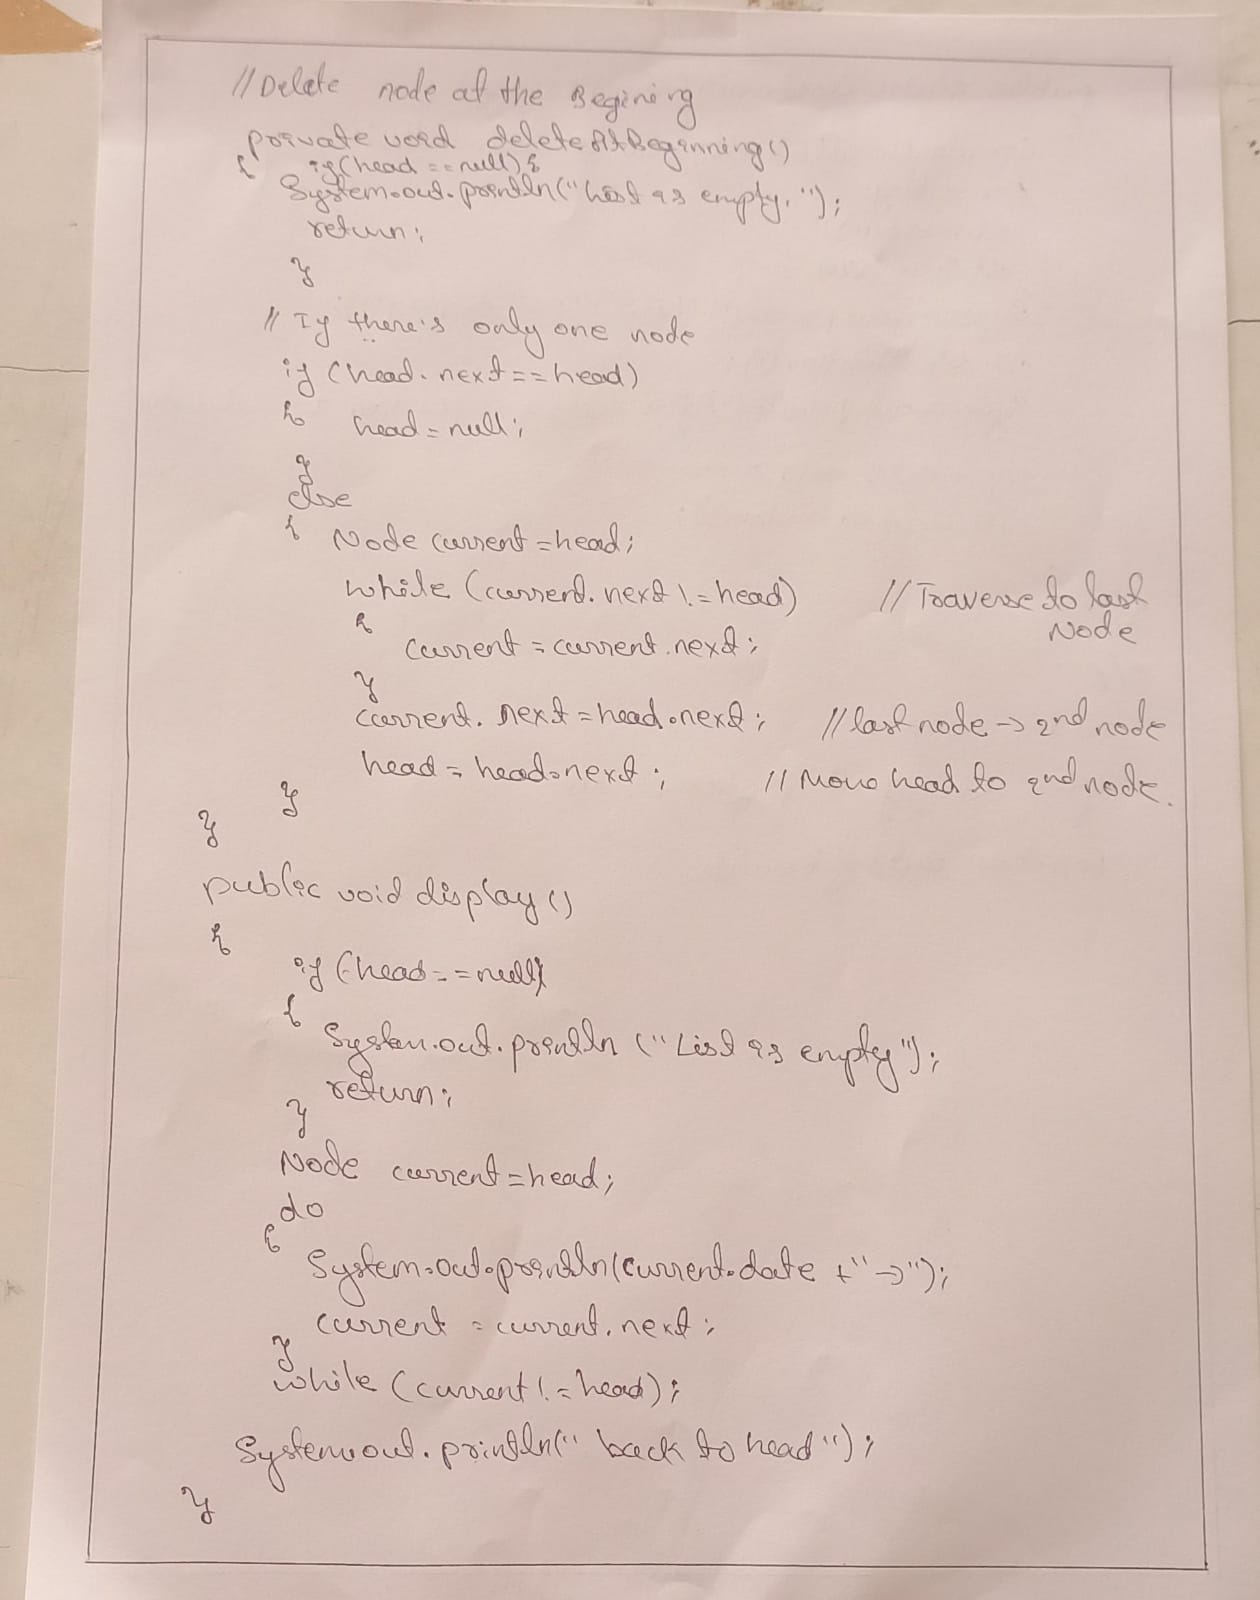 // Delete node at the Begining
private void deleteAtBeginning()
{ if(head == null) {
System.out.println("List is empty.");
return;
}
// If there's only one node
if (head.next == head)
{ head = null;
}
else
{ Node current = head;
while (current.next != head) // Traverse to last
Node
{
current = current.next;
}
current.next = head.next; // last node -> 2nd node
head = head.next; // Move head to 2nd node.
}
}
public void display()
{
if (head == null)
{
System.out.println ("List is empty");
return;
}
Node current = head;
do
{
System.out.println(current.date + "->");
current = current.next;
}
while (current != head);
System.out.println(" back to head");
}